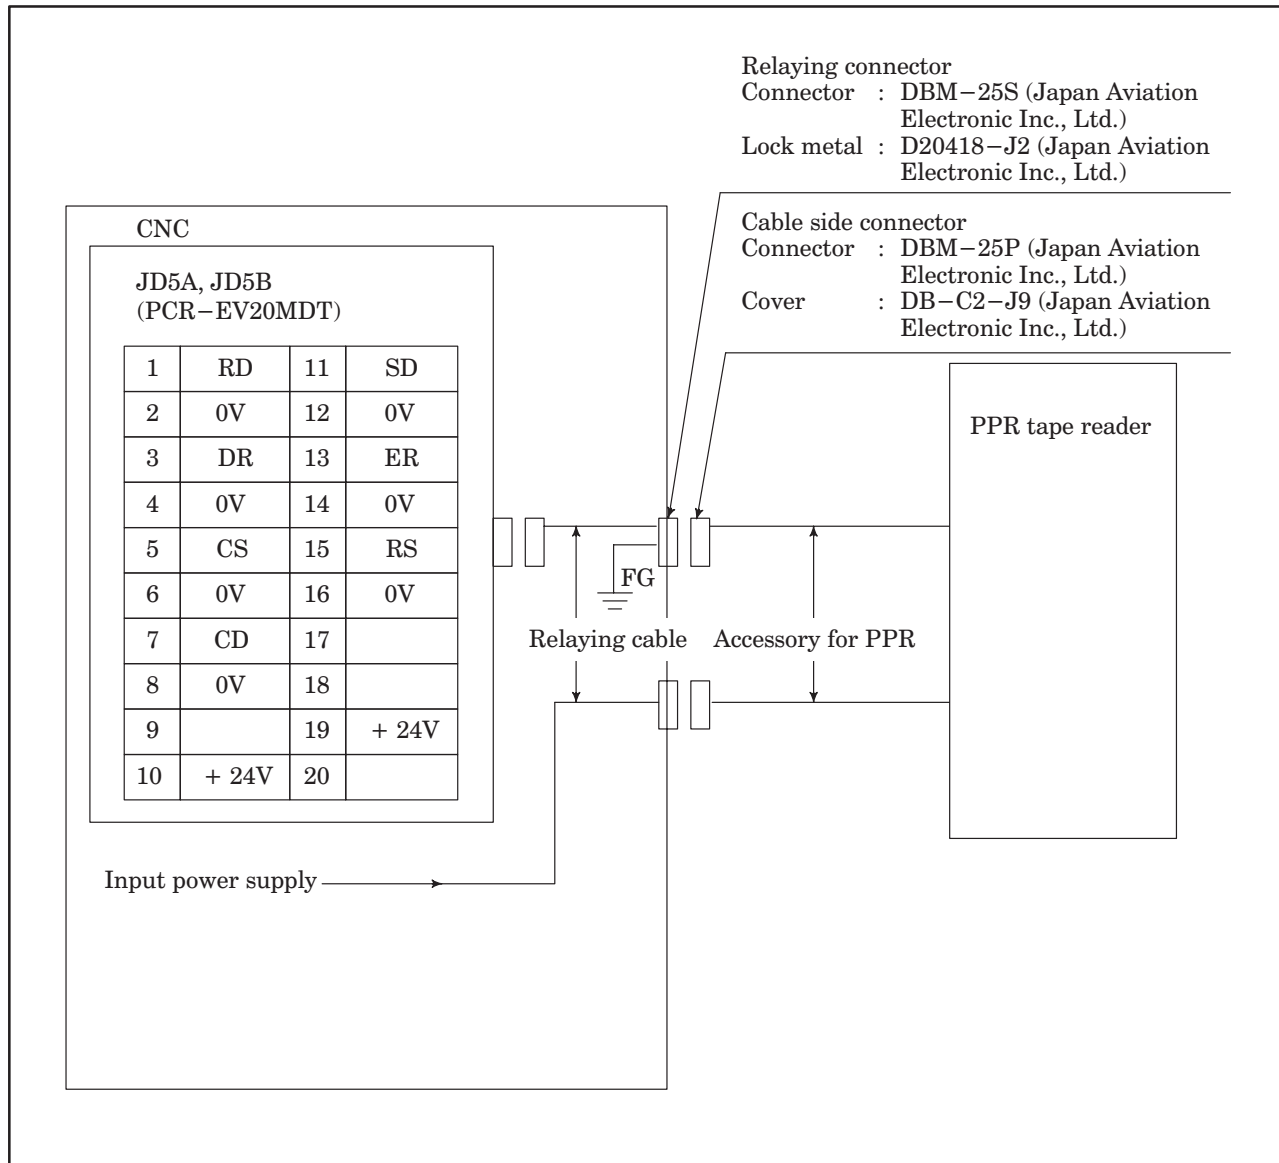 Relaying connector
Connector : DBM−25S (Japan Aviation
Electronic Inc., Ltd.)
Lock metal : D20418−J2 (Japan Aviation
Electronic Inc., Ltd.)
Cable side connector
Connector : DBM−25P (Japan Aviation
Electronic Inc., Ltd.)
Cover : DB−C2−J9 (Japan Aviation
Electronic Inc., Ltd.)
CNC
JD5A, JD5B
(PCR−EV20MDT)
1 RD 11 SD
2 0V 12 0V
3 DR 13 ER
4 0V 14 0V
5 CS 15 RS
6 0V 16 0V
7 CD 17
8 0V 18
9 19 + 24V
10 + 24V 20
PPR tape reader
FG
Relaying cable
Accessory for PPR
Input power supply